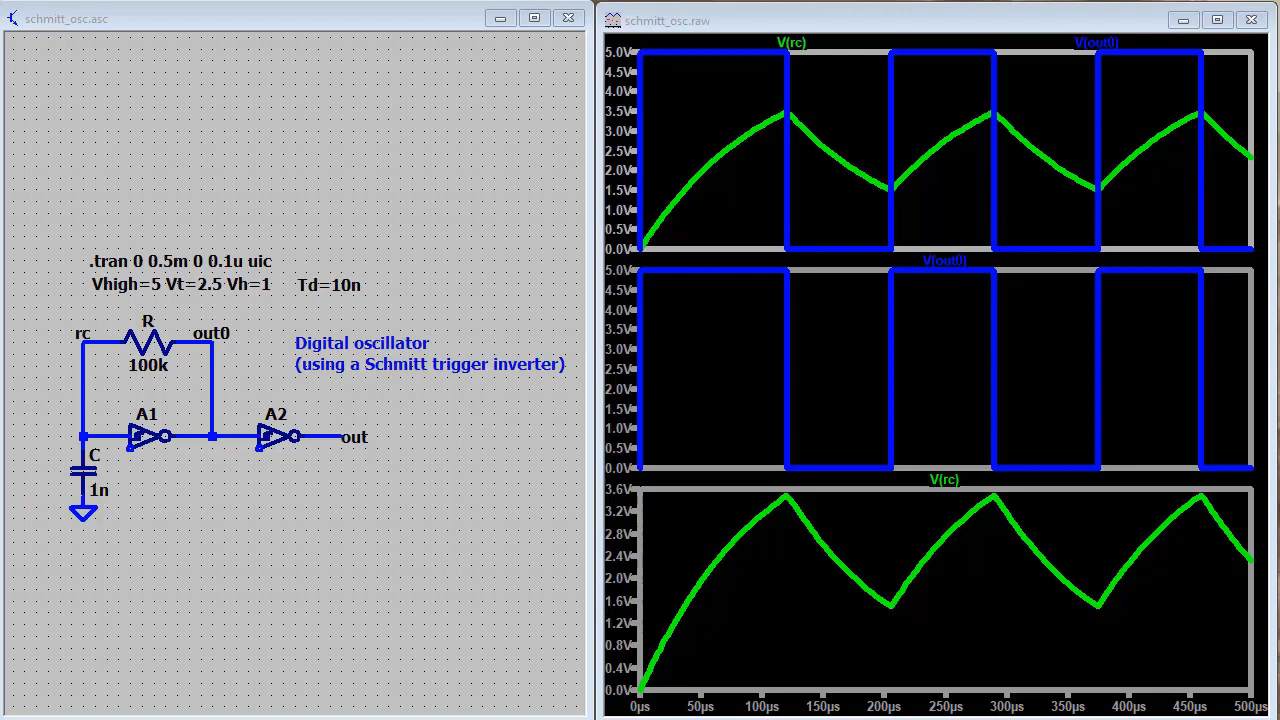 schmitt_osc.asc
.tran 0 0.5m 0 0.1u uic
Vhigh=5 Vt=2.5 Vh=1 Td=10n
R
rc out0
100k
Digital oscillator
(using a Schmitt trigger inverter)
A1 A2
out
C
1n
schmitt_osc.raw
V(rc) V(out0)
5.0V
4.5V
4.0V
3.5V
3.0V
2.5V
2.0V
1.5V
1.0V
0.5V
0.0V
V(out0)
5.0V
4.5V
4.0V
3.5V
3.0V
2.5V
2.0V
1.5V
1.0V
0.5V
0.0V
V(rc)
3.6V
3.2V
2.8V
2.4V
2.0V
1.6V
1.2V
0.8V
0.4V
0.0V
0µs 50µs 100µs 150µs 200µs 250µs 300µs 350µs 400µs 450µs 500µs